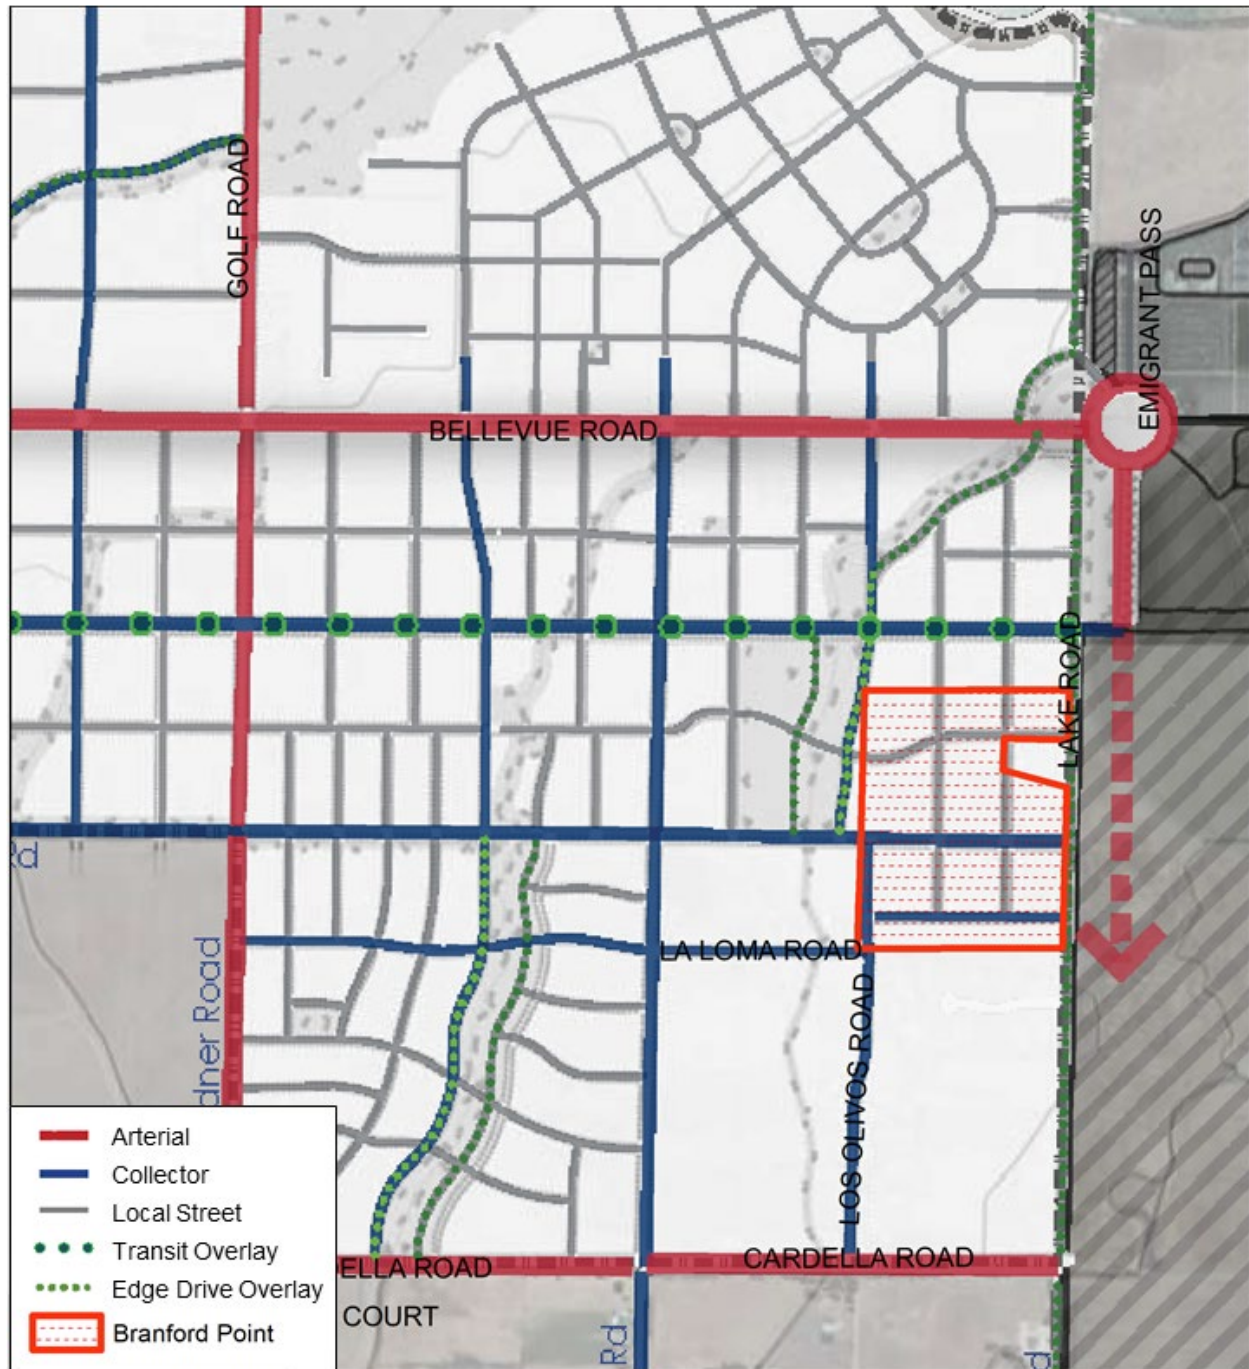 GOLF ROAD
EMIGRANT PASS
BELLEVUE ROAD
LAKE ROAD
Rd
LA LOMA ROAD
dner Road
LOS OLIVOS ROAD
CARDELLA ROAD
DELLA ROAD
COURT
Rd
d
Arterial
Collector
Local Street
Transit Overlay
Edge Drive Overlay
Branford Point